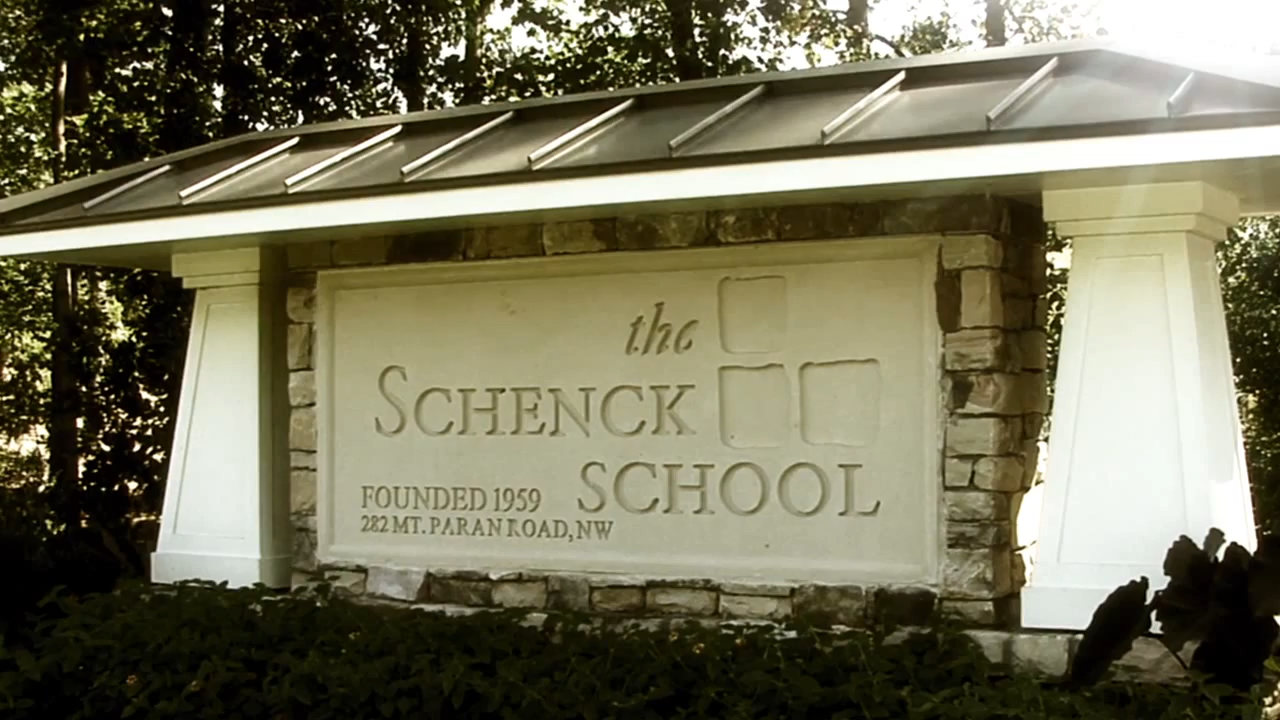 the
SCHENCK
SCHOOL
FOUNDED 1959
282 MT. PARAN ROAD, NW